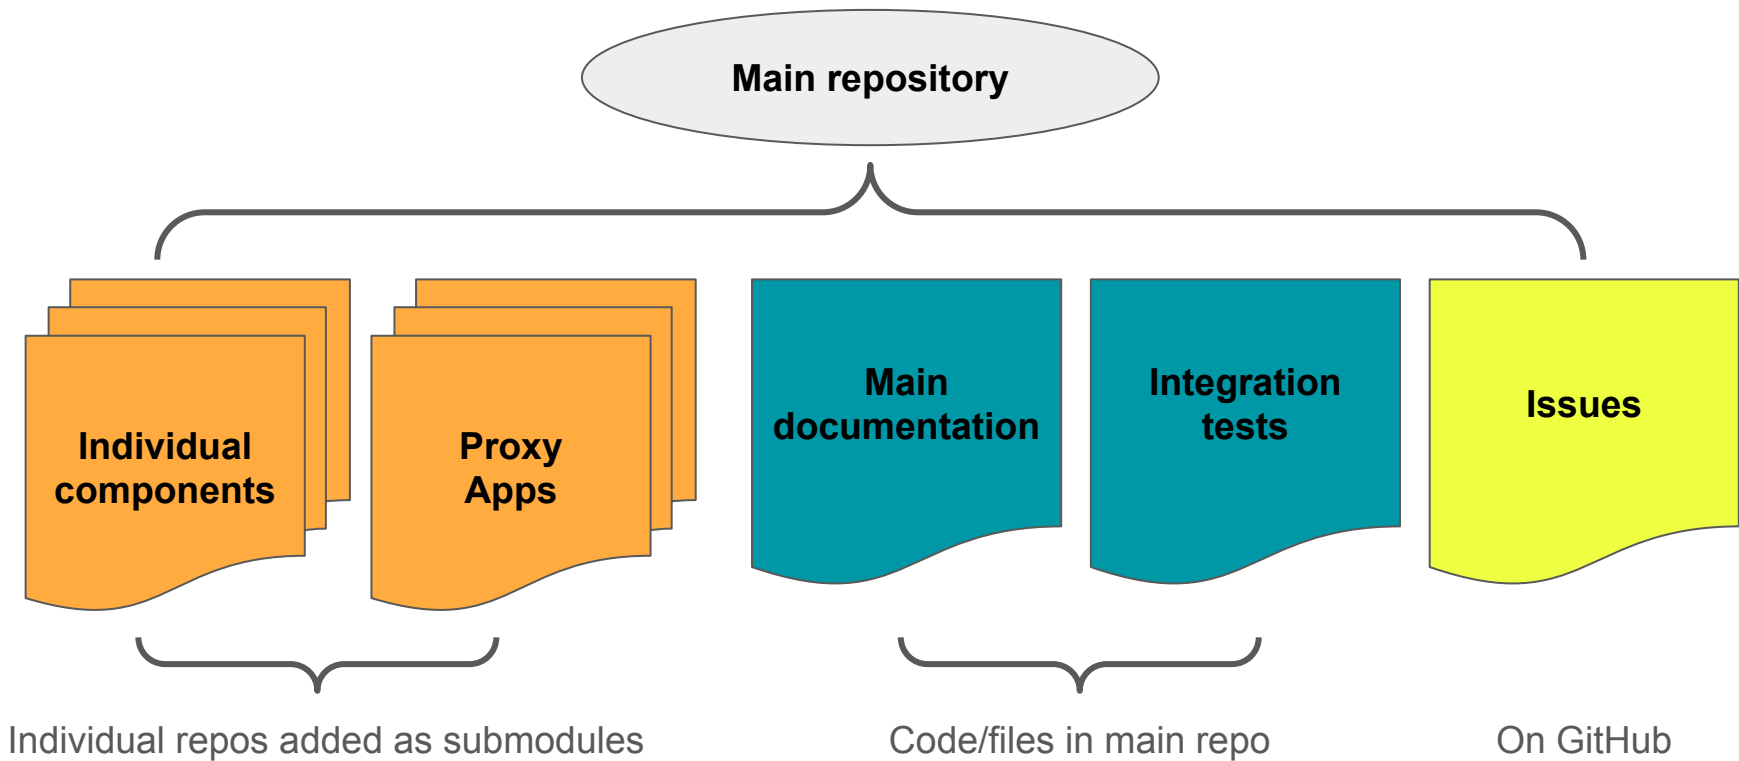 Main repository
Individual
components
Proxy
Apps
Main
documentation
Integration
tests
Issues
Individual repos added as submodules
Code/files in main repo
On GitHub